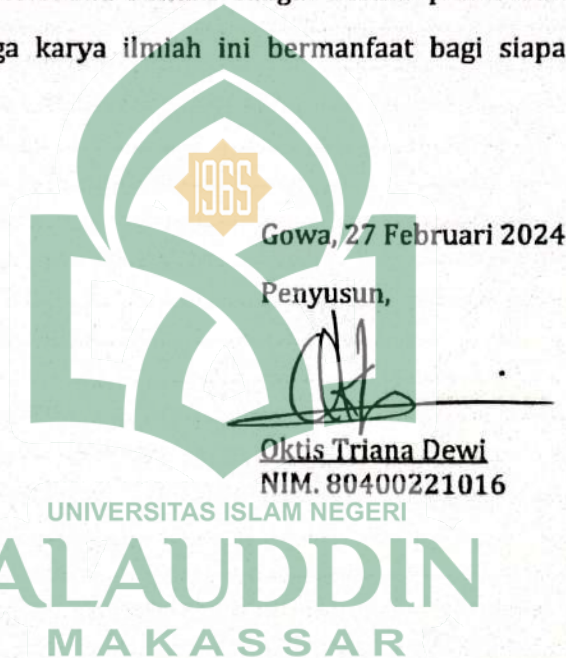 ga karya ilmiah ini bermanfaat bagi siapa
1965
Gowa, 27 Februari 2024
Penyusun,
Oktis Triana Dewi
NIM. 80400221016
UNIVERSITAS ISLAM NEGERI
ALAUDDIN
MAKASSAR